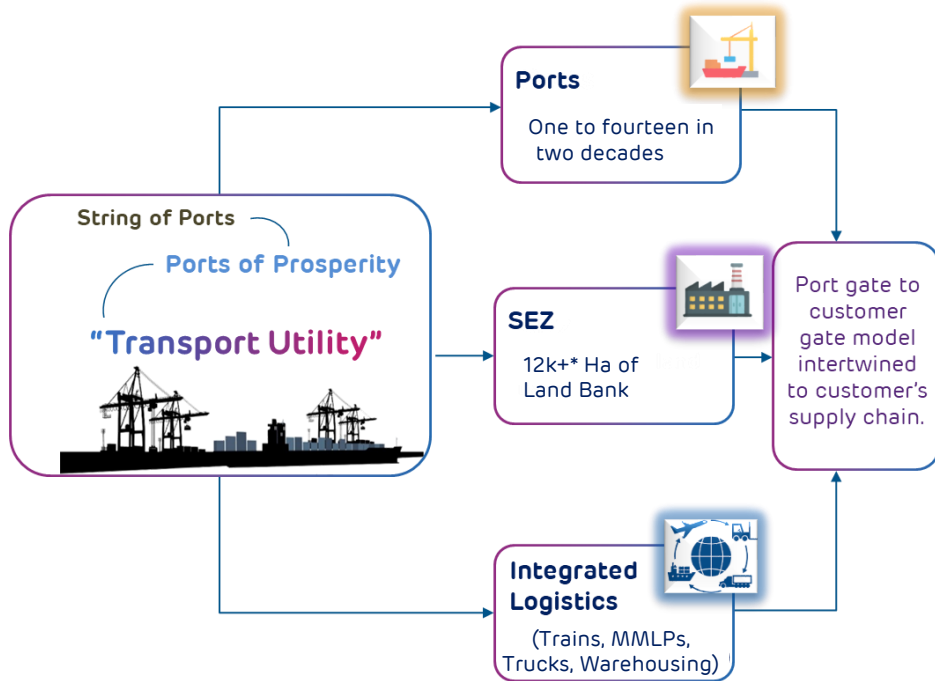 Ports
One to fourteen in
two decades
String of Ports
Ports of Prosperity
“Transport Utility”
SEZ
12k+* Ha of
Land Bank
Port gate to
customer
gate model
intertwined
to customer’s
supply chain.
Integrated
Logistics
(Trains, MMLPs,
Trucks, Warehousing)